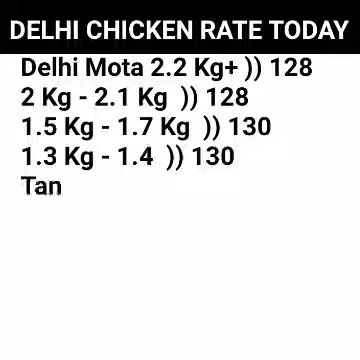 DELHI CHICKEN RATE TODAY
Delhi Mota 2.2 Kg+ )) 128
2 Kg - 2.1 Kg )) 128
1.5 Kg - 1.7 Kg )) 130
1.3 Kg - 1.4 )) 130
Tan